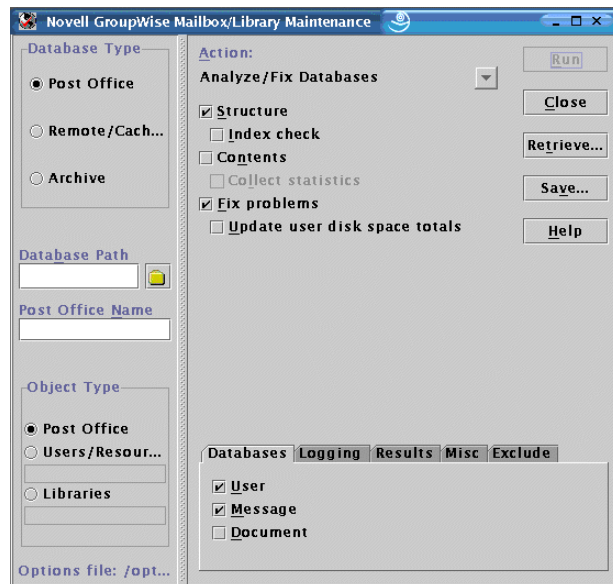 Novell GroupWise Mailbox/Library Maintenance
Database Type
Post Office
Remote/Cach...
Archive
Database Path
Post Office Name
Object Type
Post Office
Users/Resour...
Libraries
Options file: /opt...
Action:
Analyze/Fix Databases
Structure
Index check
Contents
Collect statistics
Fix problems
Update user disk space totals
Run
Close
Retrieve...
Save...
Help
Databases Logging Results Misc Exclude
User
Message
Document